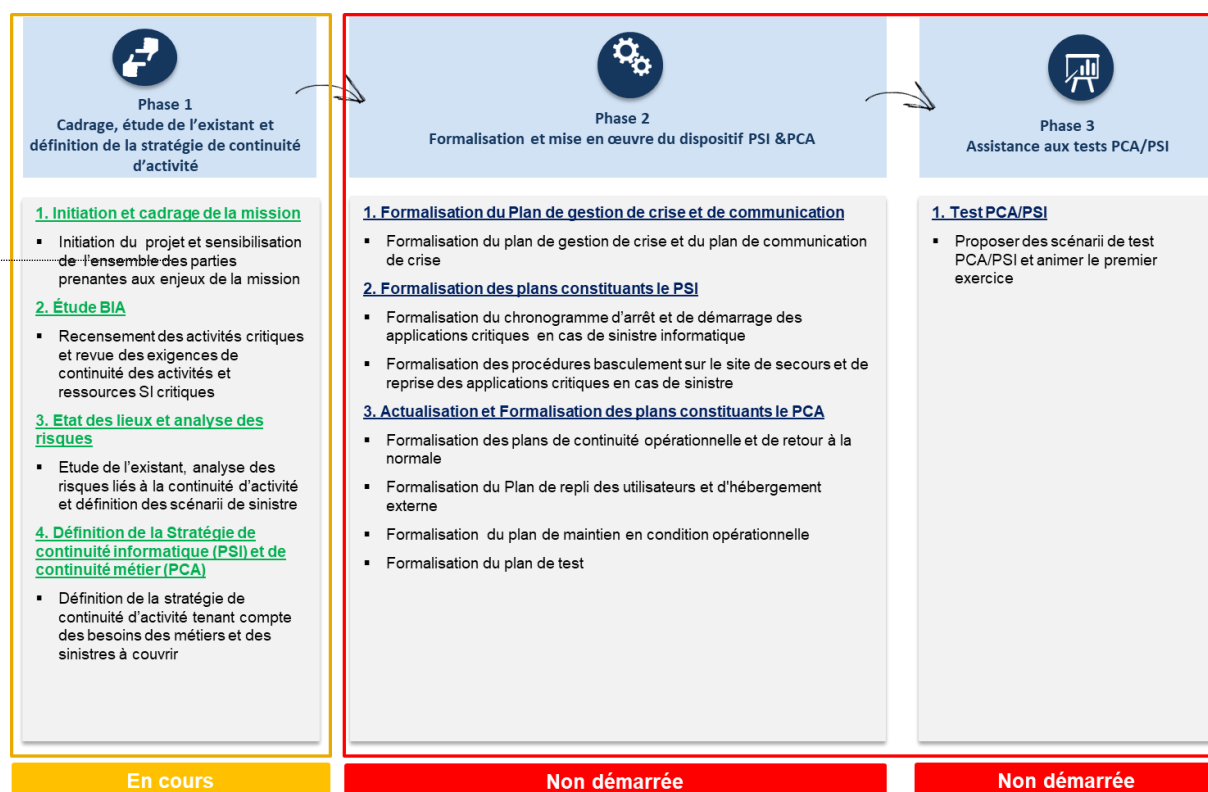 Phase 1
Cadrage, étude de l'existant et
définition de la stratégie de continuité
d'activité
1. Initiation et cadrage de la mission
▪ Initiation du projet et sensibilisation
de l'ensemble des parties
prenantes aux enjeux de la mission
2. Étude BIA
▪ Recensement des activités critiques
et revue des exigences de
continuité des activités et
ressources SI critiques
3. Etat des lieux et analyse des
risques
▪ Etude de l'existant, analyse des
risques liés à la continuité d'activité
et définition des scénarii de sinistre
4. Définition de la Stratégie de
continuité informatique (PSI) et de
continuité métier (PCA)
▪ Définition de la stratégie de
continuité d'activité tenant compte
des besoins des métiers et des
sinistres à couvrir
En cours
Phase 2
Formalisation et mise en œuvre du dispositif PSI &PCA
1. Formalisation du Plan de gestion de crise et de communication
▪ Formalisation du plan de gestion de crise et du plan de communication
de crise
2. Formalisation des plans constituants le PSI
▪ Formalisation du chronogramme d'arrêt et de démarrage des
applications critiques en cas de sinistre informatique
▪ Formalisation des procédures basculement sur le site de secours et de
reprise des applications critiques en cas de sinistre
3. Actualisation et Formalisation des plans constituants le PCA
▪ Formalisation des plans de continuité opérationnelle et de retour à la
normale
▪ Formalisation du Plan de repli des utilisateurs et d'hébergement
externe
▪ Formalisation du plan de maintien en condition opérationnelle
▪ Formalisation du plan de test
Non démarrée
Phase 3
Assistance aux tests PCA/PSI
1. Test PCA/PSI
▪ Proposer des scénarii de test
PCA/PSI et animer le premier
exercice
Non démarrée